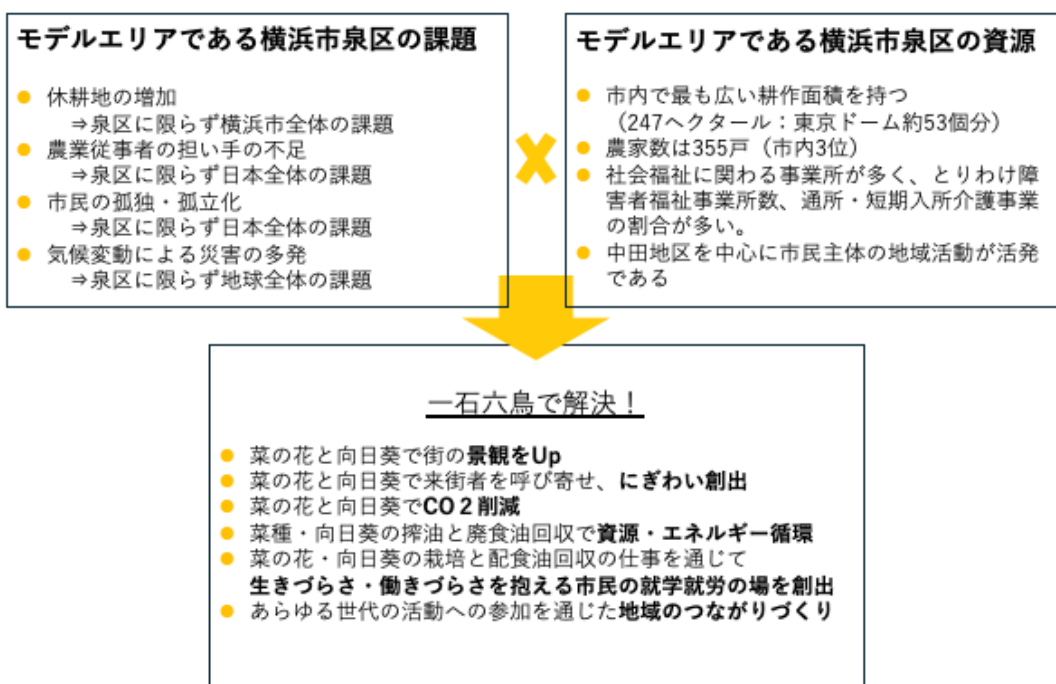 モデルエリアである横浜市泉区の課題
● 休耕地の増加
⇒泉区に限らず横浜市全体の課題
● 農業従事者の担い手の不足
⇒泉区に限らず日本全体の課題
● 市民の孤独・孤立化
⇒泉区に限らず日本全体の課題
● 気候変動による災害の多発
⇒泉区に限らず地球全体の課題
モデルエリアである横浜市泉区の資源
● 市内で最も広い耕作面積を持つ
（247ヘクタール：東京ドーム約53個分）
● 農家数は355戸（市内3位）
● 社会福祉に関わる事業所が多く、とりわけ障
害者福祉事業所数、通所・短期入所介護事業
の割合が多い。
● 中田地区を中心に市民主体の地域活動が活発
である
一石六鳥で解決！
● 菜の花と向日葵で街の景観をUp
● 菜の花と向日葵で来街者を呼び寄せ、にぎわい創出
● 菜の花と向日葵でCO２削減
● 菜種・向日葵の搾油と廃食油回収で資源・エネルギー循環
● 菜の花・向日葵の栽培と配食油回収の仕事を通じて
生きづらさ・働きづらさを抱える市民の就学就労の場を創出
● あらゆる世代の活動への参加を通じた地域のつながりづくり